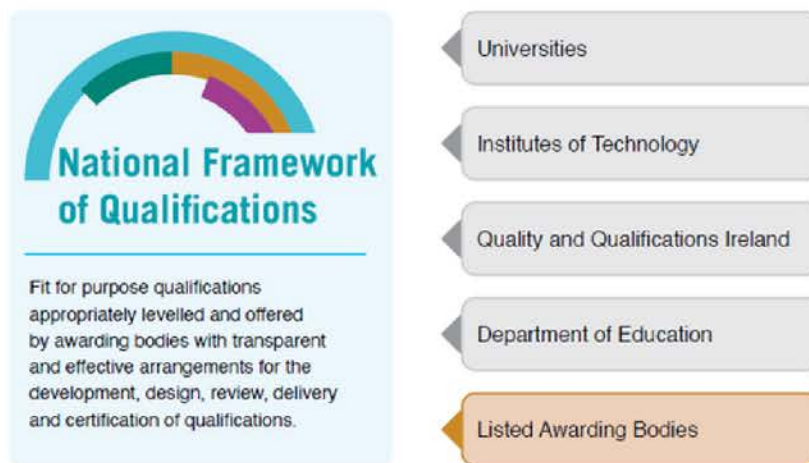 National Framework
of Qualifications
Fit for purpose qualifications
appropriately levelled and offered
by awarding bodies with transparent
and effective arrangements for the
development, design, review, delivery
and certification of qualifications.
Universities
Institutes of Technology
Quality and Qualifications Ireland
Department of Education
Listed Awarding Bodies